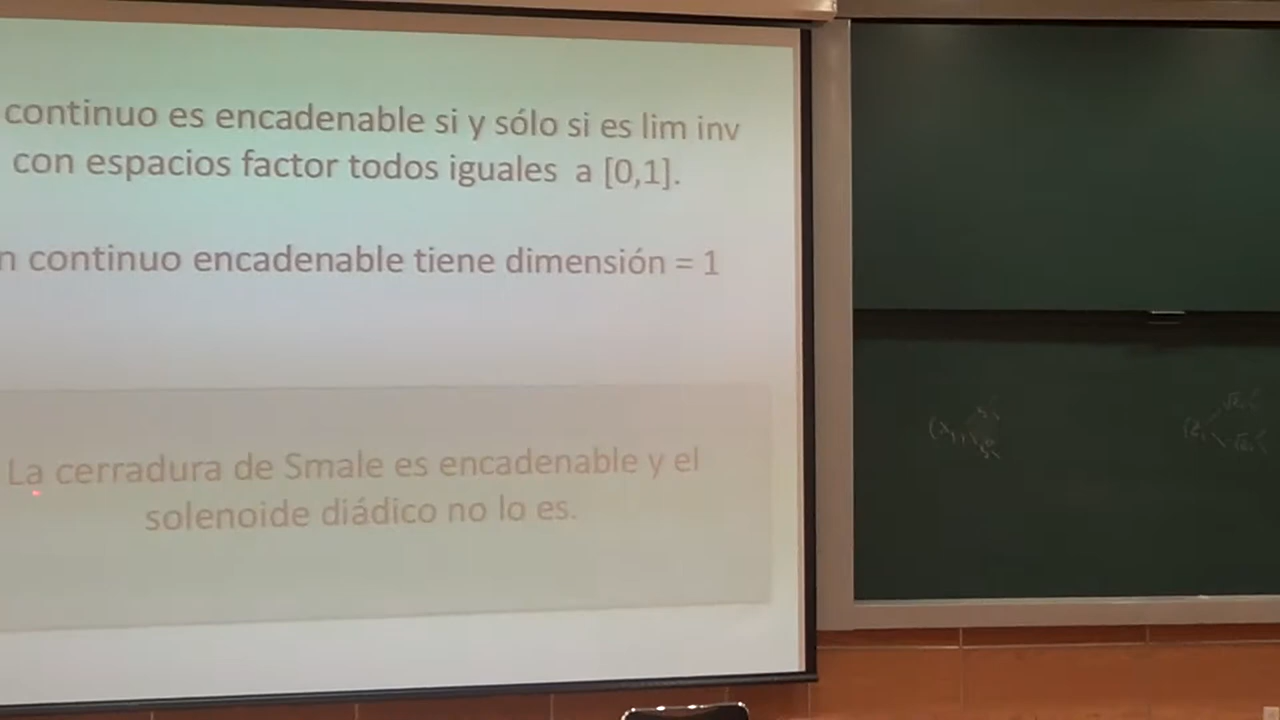 continuo es encadenable si y sólo si es lim inv
con espacios factor todos iguales a [0,1].
n continuo encadenable tiene dimensión = 1
La cerradura de Smale es encadenable y el
solenoide diádico no lo es.